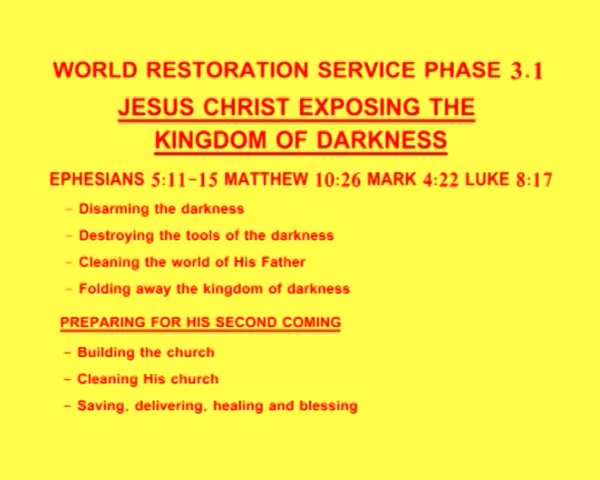 WORLD RESTORATION SERVICE PHASE 3.1
JESUS CHRIST EXPOSING THE
KINGDOM OF DARKNESS
EPHESIANS 5:11-15 MATTHEW 10:26 MARK 4:22 LUKE 8:17
– Disarming the darkness
– Destroying the tools of the darkness
– Cleaning the world of His Father
– Folding away the kingdom of darkness
PREPARING FOR HIS SECOND COMING
– Building the church
– Cleaning His church
– Saving, delivering, healing and blessing